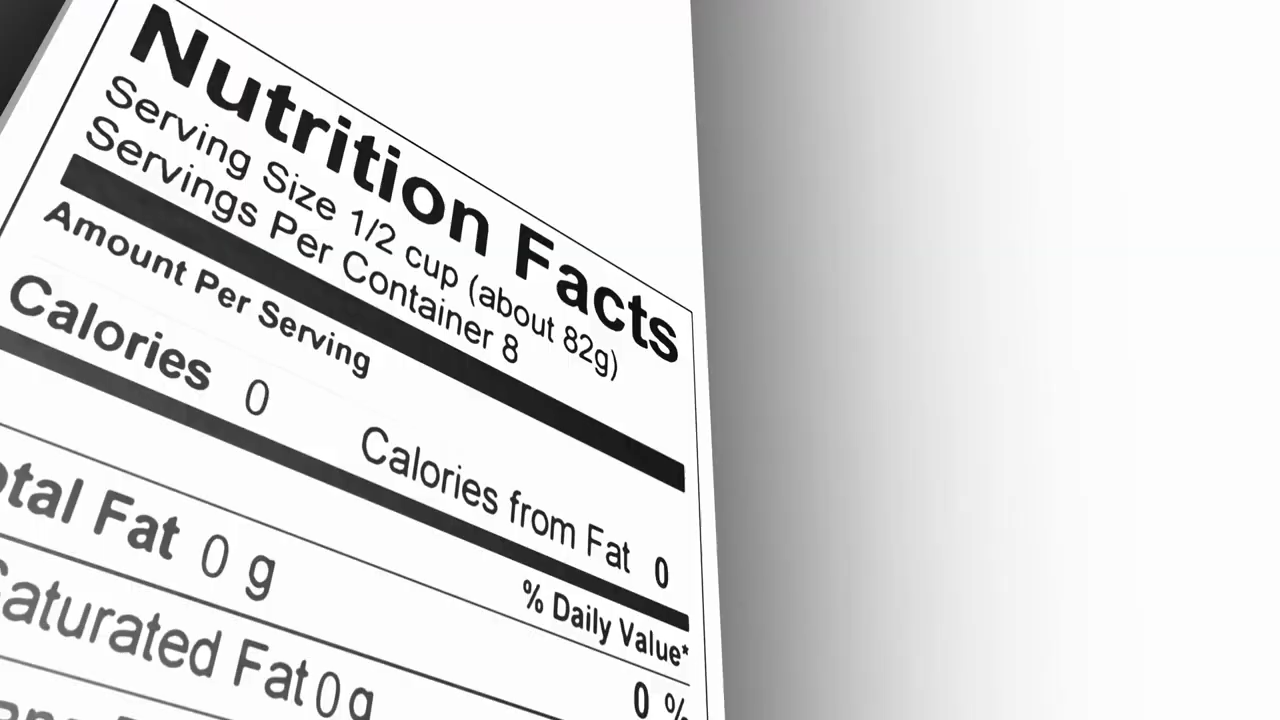 Nutrition Facts
Serving Size 1/2 cup (about 82g)
Servings Per Container 8
Amount Per Serving
Calories 0 Calories from Fat 0
% Daily Value*
Total Fat 0 g 0 %
Saturated Fat 0 g